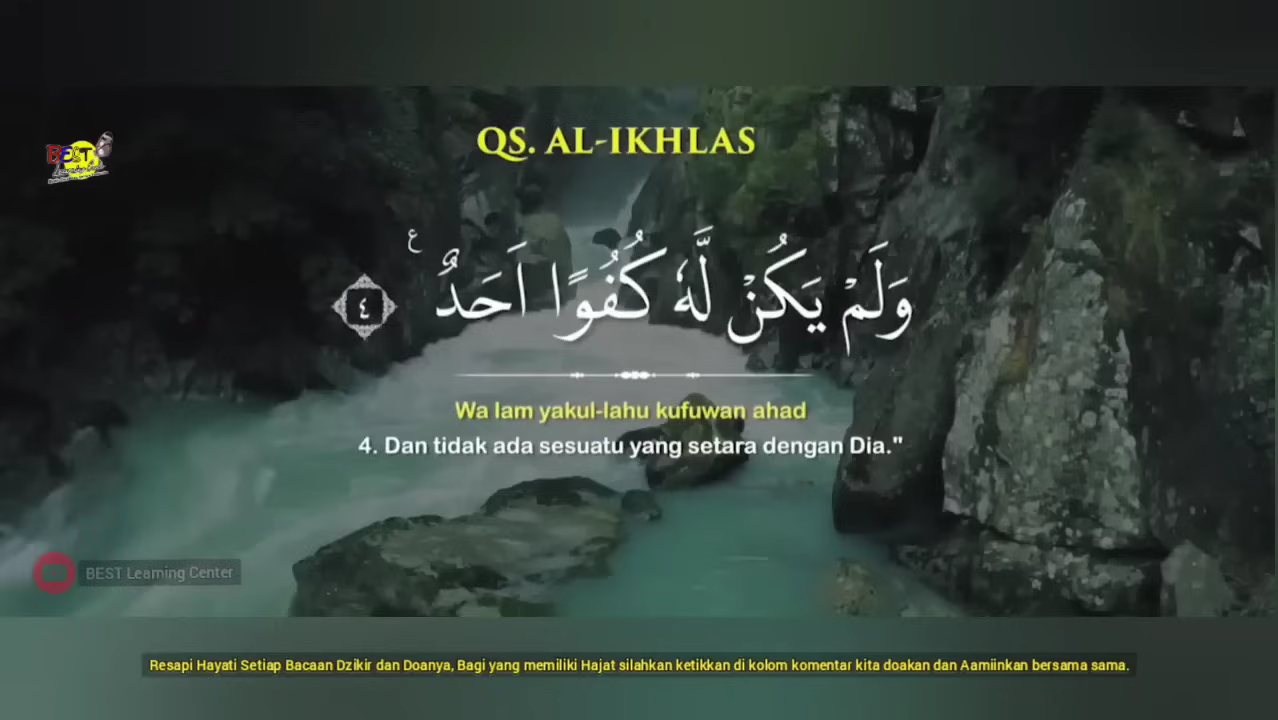 QS. AL-IKHLAS
BEST
وَلَمْ يَكُنْ لَّهٗ كُفُوًا اَحَدٌ ࣖ ٤
Wa lam yakul-lahu kufuwan ahad
4. Dan tidak ada sesuatu yang setara dengan Dia."
BEST Learning Center
Resapi Hayati Setiap Bacaan Dzikir dan Doanya, Bagi yang memiliki Hajat silahkan ketikkan di kolom komentar kita doakan dan Aamiinkan bersama sama.